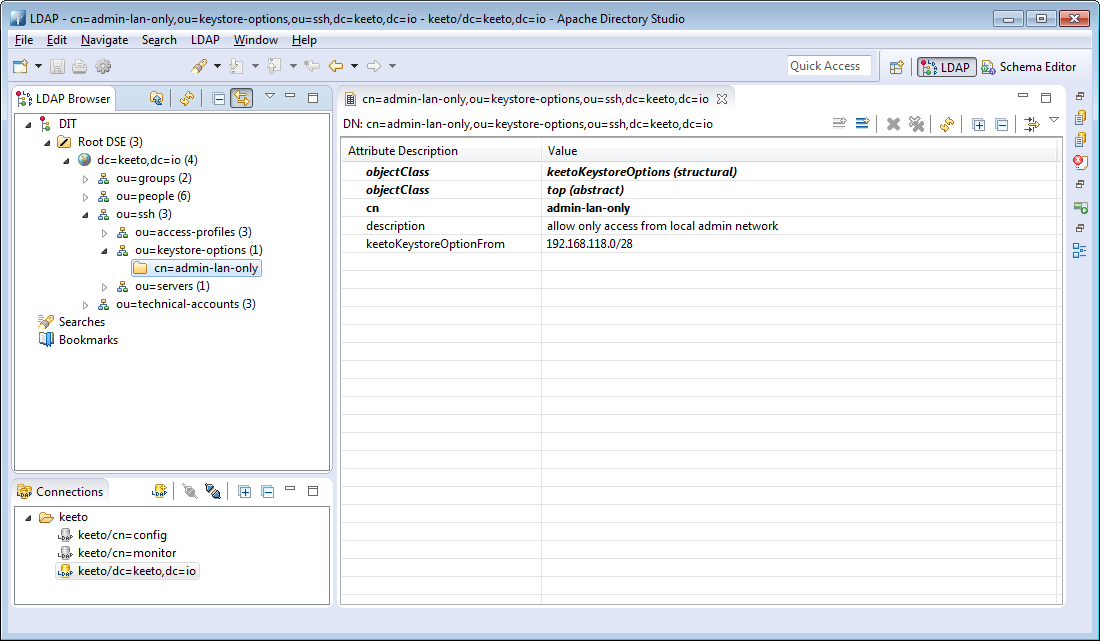 LDAP - cn=admin-lan-only,ou=keystore-options,ou=ssh,dc=keeto,dc=io - keeto/dc=keeto,dc=io - Apache Directory Studio
File Edit Navigate Search LDAP Window Help
Quick Access LDAP Schema Editor
LDAP Browser
DIT
Root DSE (3)
dc=keeto,dc=io (4)
ou=groups (2)
ou=people (6)
ou=ssh (3)
ou=access-profiles (3)
ou=keystore-options (1)
cn=admin-lan-only
ou=servers (1)
ou=technical-accounts (3)
Searches
Bookmarks
Connections
LDAP
keeto
LDAP keeto/cn=config
LDAP keeto/cn=monitor
LDAP keeto/dc=keeto,dc=io
cn=admin-lan-only,ou=keystore-options,ou=ssh,dc=keeto,dc=io
DN: cn=admin-lan-only,ou=keystore-options,ou=ssh,dc=keeto,dc=io
Attribute Description Value
objectClass keetoKeystoreOptions (structural)
objectClass top (abstract)
cn admin-lan-only
description allow only access from local admin network
keetoKeystoreOptionFrom 192.168.118.0/28